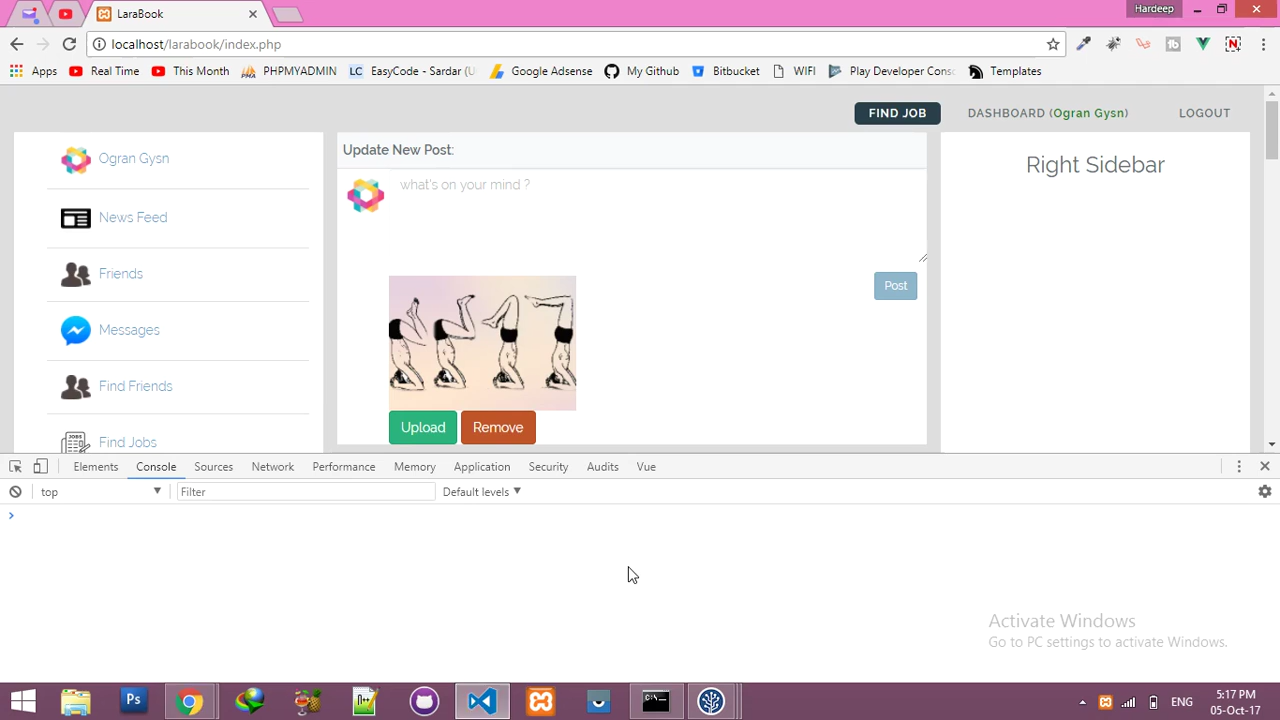 Hardeep
LaraBook
localhost/larabook/index.php
Apps Real Time This Month PHPMYADMIN LC EasyCode - Sardar (U Google Adsense My Github Bitbucket WIFI Play Developer Cons Templates
FIND JOB DASHBOARD (Ogran Gysn) LOGOUT
Ogran Gysn
News Feed
Friends
Messages
Find Friends
JOBS
Find Jobs
Update New Post:
what's on your mind ?
Post
Upload Remove
Right Sidebar
Elements Console Sources Network Performance Memory Application Security Audits Vue
top Filter Default levels
Activate Windows
Go to PC settings to activate Windows.
Ps
ENG
5:17 PM
05-Oct-17